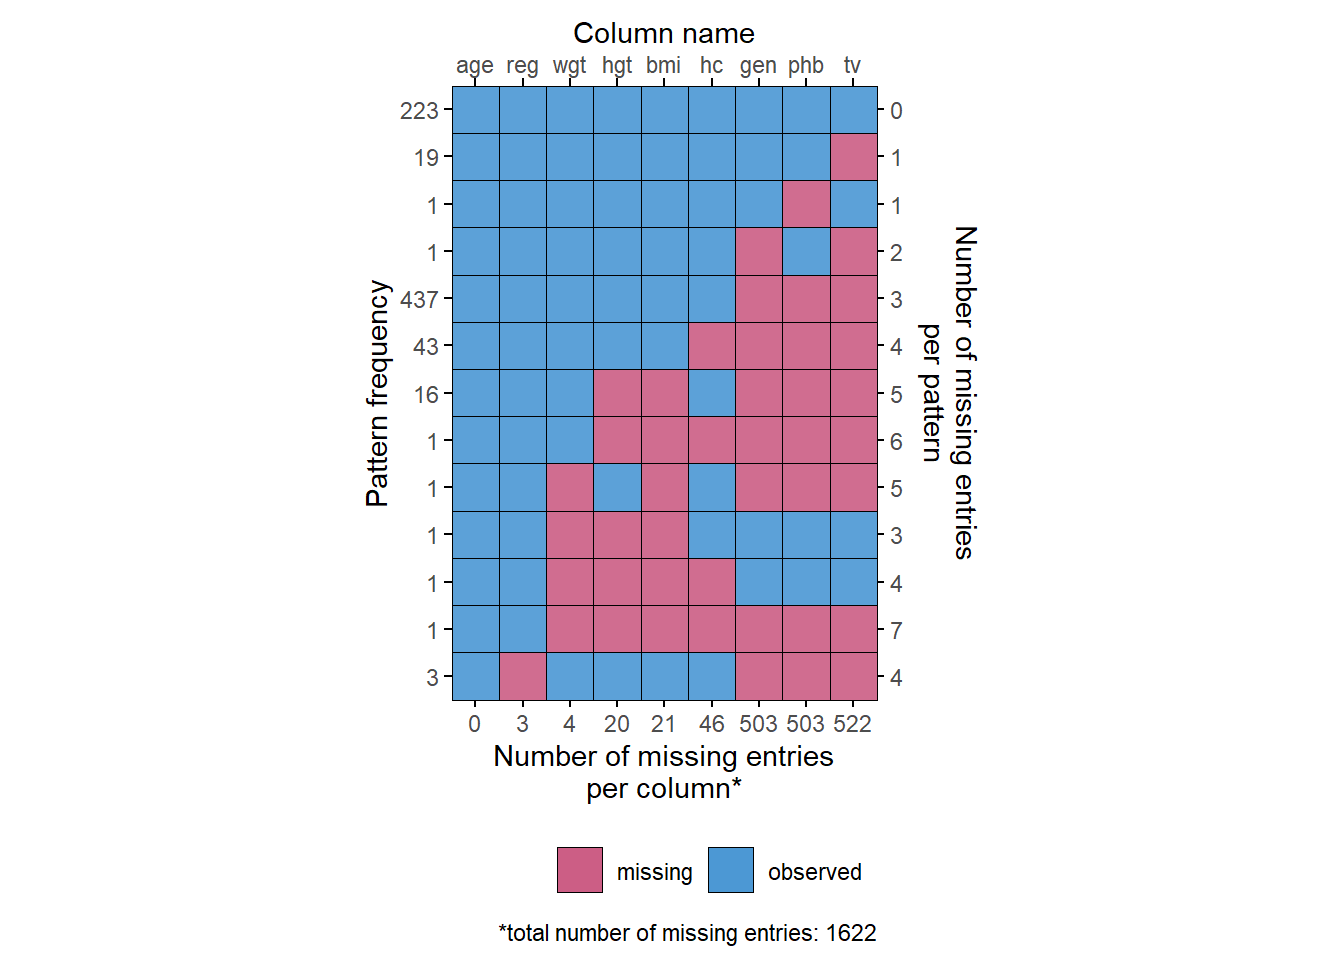 Column name
age reg wgt hgt bmi hc gen phb tv
223 0
19 1
1 1
1 2
437 3
43 4
16 5
1 6
1 5
1 3
1 4
1 7
3 4
Pattern frequency
Number of missing entries
per pattern
0 3 4 20 21 46 503 503 522
Number of missing entries
per column*
missing observed
*total number of missing entries: 1622